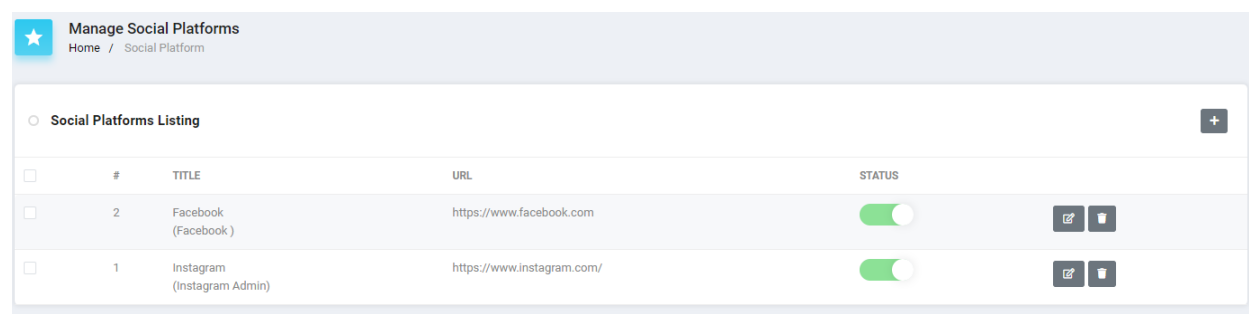 Manage Social Platforms
Home / Social Platform
Social Platforms Listing
# TITLE URL STATUS
2 Facebook https://www.facebook.com
(Facebook )
1 Instagram https://www.instagram.com/
(Instagram Admin)